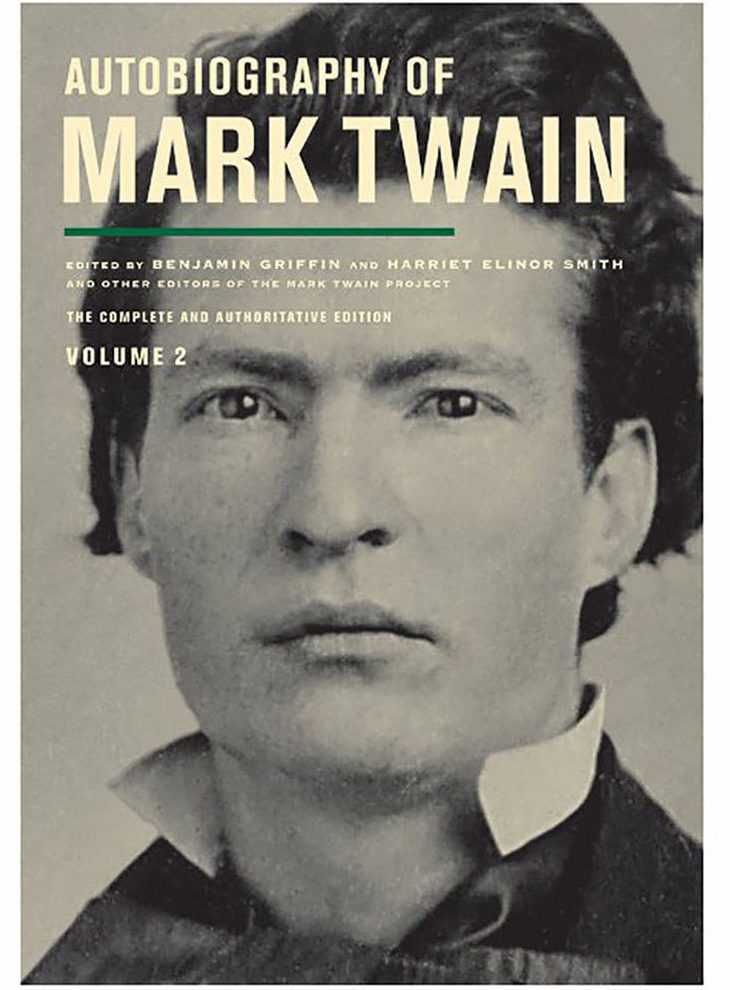 AUTOBIOGRAPHY OF
MARK TWAIN
EDITED BY BENJAMIN GRIFFIN AND HARRIET ELINOR SMITH
AND OTHER EDITORS OF THE MARK TWAIN PROJECT
THE COMPLETE AND AUTHORITATIVE EDITION
VOLUME 2